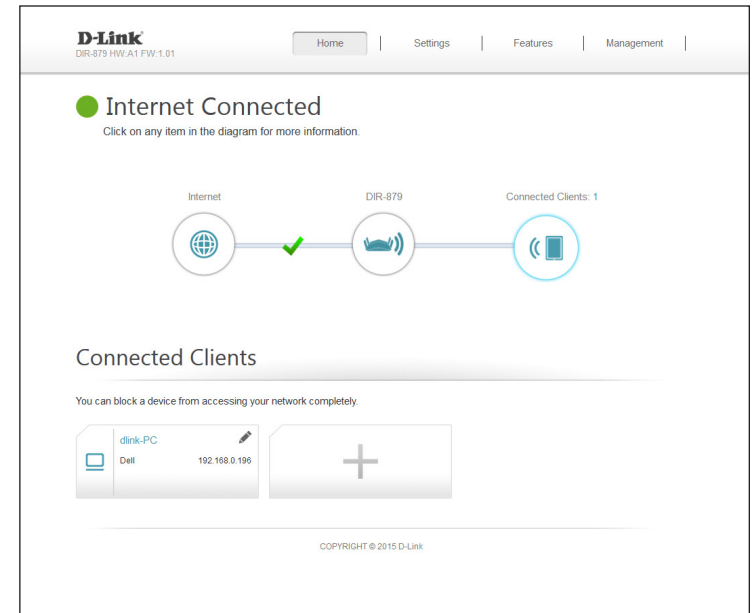 D-Link
DIR-879 HW:A1 FW:1.01
Home Settings Features Management
Internet Connected
Click on any item in the diagram for more information.
Internet DIR-879 Connected Clients: 1
Connected Clients
You can block a device from accessing your network completely.
dlink-PC
Dell 192.168.0.196
COPYRIGHT © 2015 D-Link